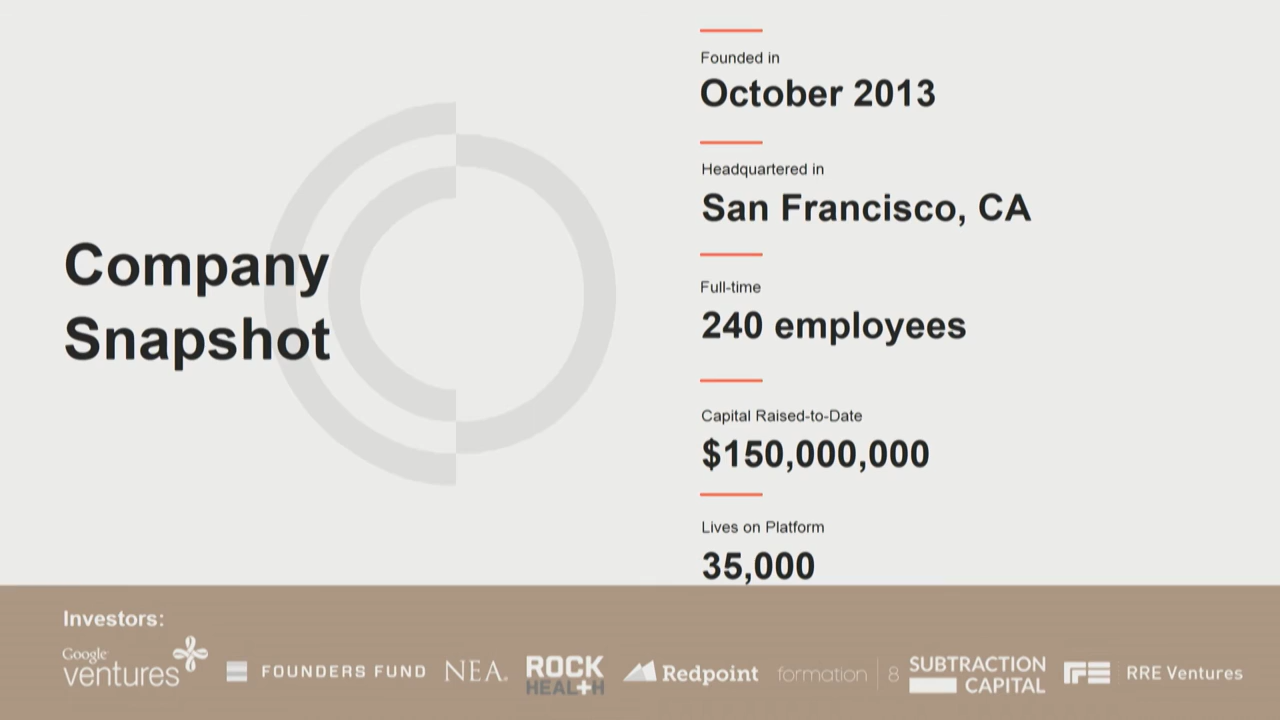 Company
Snapshot
Founded in
October 2013
Headquartered in
San Francisco, CA
Full-time
240 employees
Capital Raised-to-Date
$150,000,000
Lives on Platform
35,000
Investors:
Google
ventures
FOUNDERS FUND
NEA.
ROCK
HEALTH
Redpoint
formation | 8
SUBTRACTION
CAPITAL
RRE Ventures